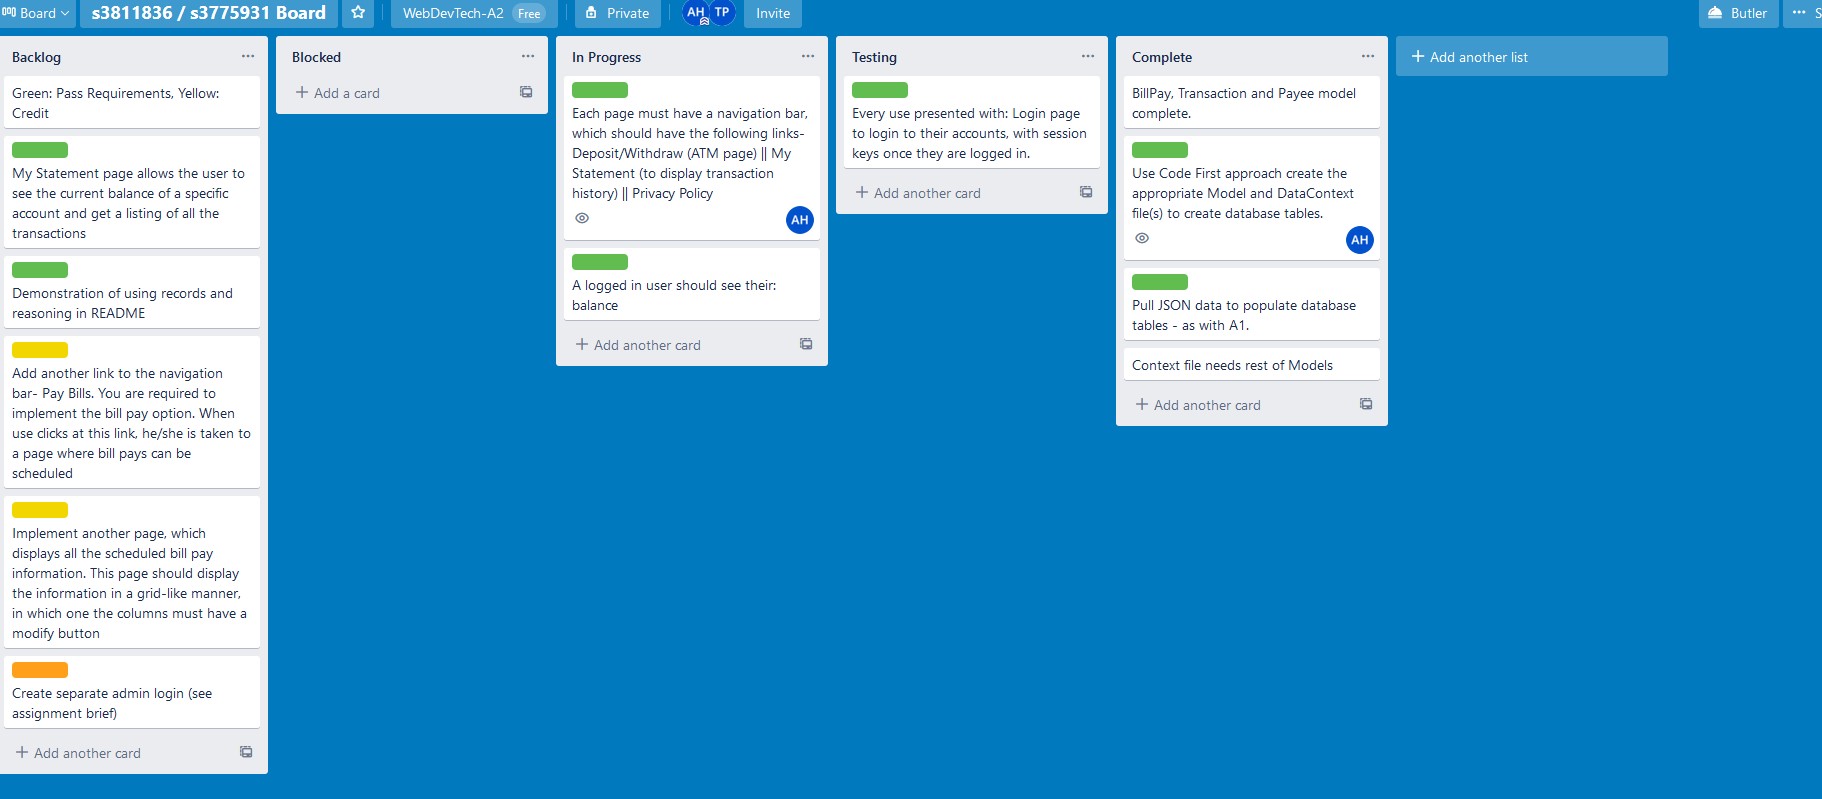 Board
s3811836 / s3775931 Board
WebDevTech-A2
Free
Private
AH
TP
Invite
Butler
S
Backlog
Green: Pass Requirements, Yellow:
Credit
My Statement page allows the user to
see the current balance of a specific
account and get a listing of all the
transactions
Demonstration of using records and
reasoning in README
Add another link to the navigation
bar- Pay Bills. You are required to
implement the bill pay option. When
use clicks at this link, he/she is taken to
a page where bill pays can be
scheduled
Implement another page, which
displays all the scheduled bill pay
information. This page should display
the information in a grid-like manner,
in which one the columns must have a
modify button
Create separate admin login (see
assignment brief)
+ Add another card
Blocked
+ Add a card
In Progress
Each page must have a navigation bar,
which should have the following links-
Deposit/Withdraw (ATM page) || My
Statement (to display transaction
history) || Privacy Policy
AH
A logged in user should see their:
balance
+ Add another card
Testing
Every use presented with: Login page
to login to their accounts, with session
keys once they are logged in.
+ Add another card
Complete
BillPay, Transaction and Payee model
complete.
Use Code First approach create the
appropriate Model and DataContext
file(s) to create database tables.
AH
Pull JSON data to populate database
tables - as with A1.
Context file needs rest of Models
+ Add another card
+ Add another list